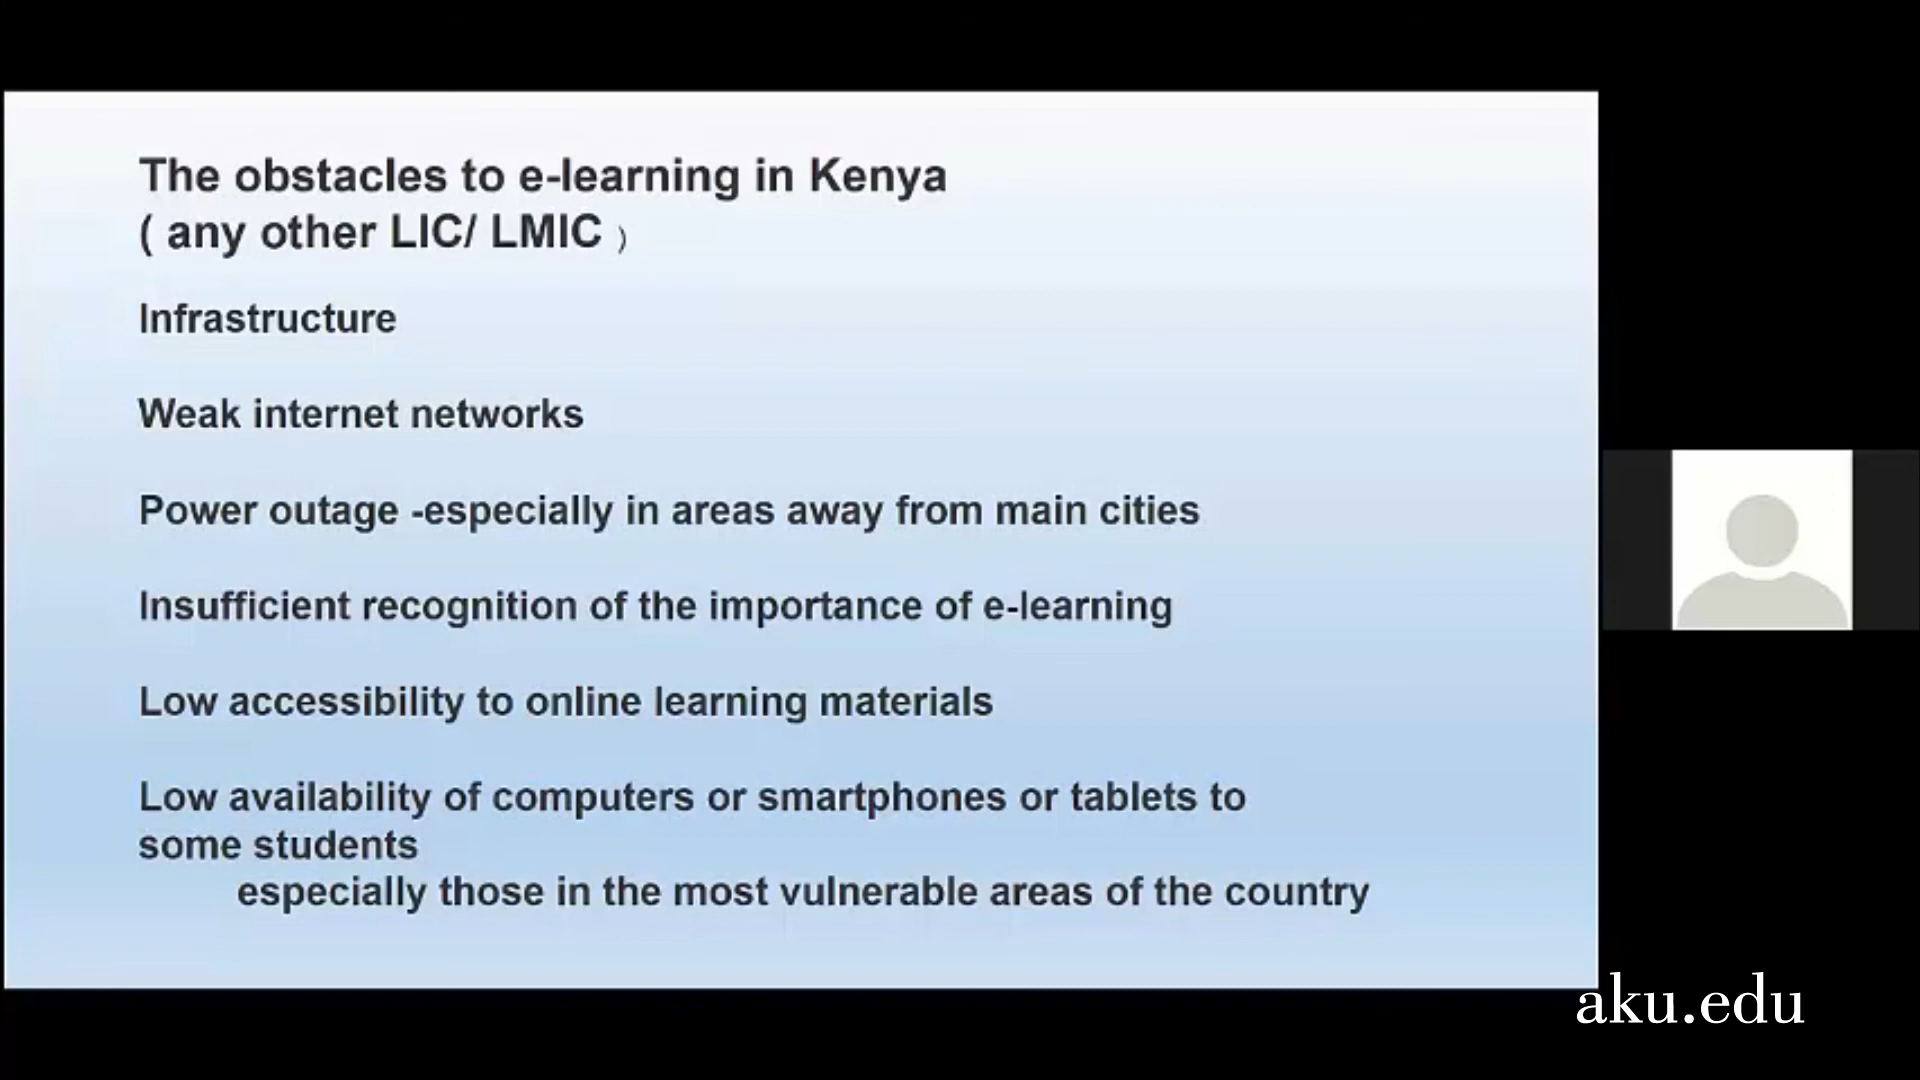 The obstacles to e-learning in Kenya
( any other LIC/ LMIC )
Infrastructure
Weak internet networks
Power outage -especially in areas away from main cities
Insufficient recognition of the importance of e-learning
Low accessibility to online learning materials
Low availability of computers or smartphones or tablets to
some students
especially those in the most vulnerable areas of the country
aku.edu